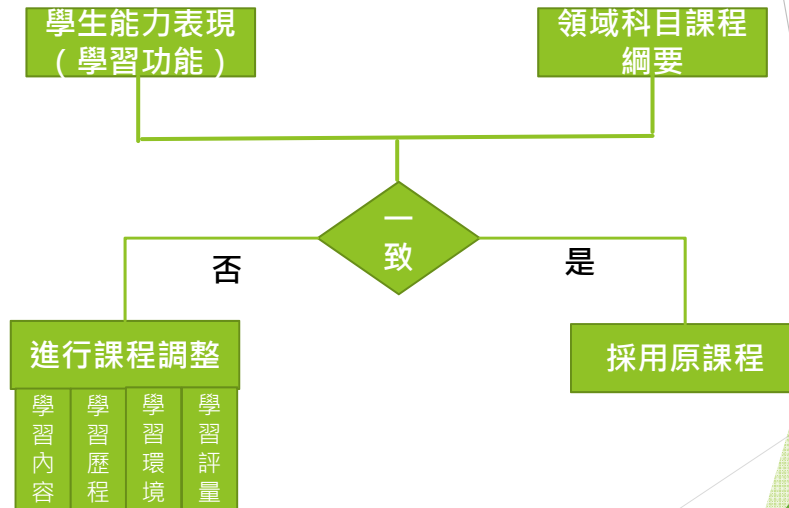 學生能力表現
（學習功能）
領域科目課程
綱要
一
致
否
是
進行課程調整
採用原課程
學習內容
學習歷程
學習環境
學習評量